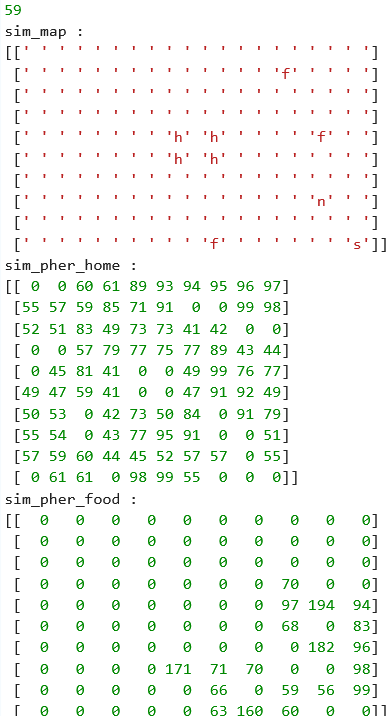 59
sim_map :
[[' ' ' ' ' ' ' ' ' ' ' ' ' ' ' ' ' ' ' ']
 [' ' ' ' ' ' ' ' ' ' ' ' ' ' 'f' ' ' ' ']
 [' ' ' ' ' ' ' ' ' ' ' ' ' ' ' ' ' ' ' ']
 [' ' ' ' ' ' ' ' ' ' ' ' ' ' ' ' ' ' ' ']
 [' ' ' ' ' ' ' ' 'h' 'h' ' ' ' ' 'f' ' ']
 [' ' ' ' ' ' ' ' 'h' 'h' ' ' ' ' ' ' ' ']
 [' ' ' ' ' ' ' ' ' ' ' ' ' ' ' ' ' ' ' ']
 [' ' ' ' ' ' ' ' ' ' ' ' ' ' ' ' 'n' ' ']
 [' ' ' ' ' ' ' ' ' ' ' ' ' ' ' ' ' ' ' ']
 [' ' ' ' ' ' ' ' ' ' 'f' ' ' ' ' ' ' 's']]
sim_pher_home :
[[ 0  0 60 61 89 93 94 95 96 97]
 [55 57 59 85 71 91  0  0 99 98]
 [52 51 83 49 73 73 41 42  0  0]
 [ 0  0 57 79 77 75 77 89 43 44]
 [ 0 45 81 41  0  0 49 99 76 77]
 [49 47 59 41  0  0 47 91 92 49]
 [50 53  0 42 73 50 84  0 91 79]
 [55 54  0 43 77 95 91  0  0 51]
 [57 59 60 44 45 52 57 57  0 55]
 [ 0 61 61  0 98 99 55  0  0  0]]
sim_pher_food :
[[  0   0   0   0   0   0   0   0   0   0]
 [  0   0   0   0   0   0   0   0   0   0]
 [  0   0   0   0   0   0   0   0   0   0]
 [  0   0   0   0   0   0   0  70   0   0]
 [  0   0   0   0   0   0   0  97 194  94]
 [  0   0   0   0   0   0   0  68   0  83]
 [  0   0   0   0   0   0   0   0 182  96]
 [  0   0   0   0 171  71  70   0   0  98]
 [  0   0   0   0   0  66   0  59  56  99]
 [  0   0   0   0   0  63 160  60   0   0]]